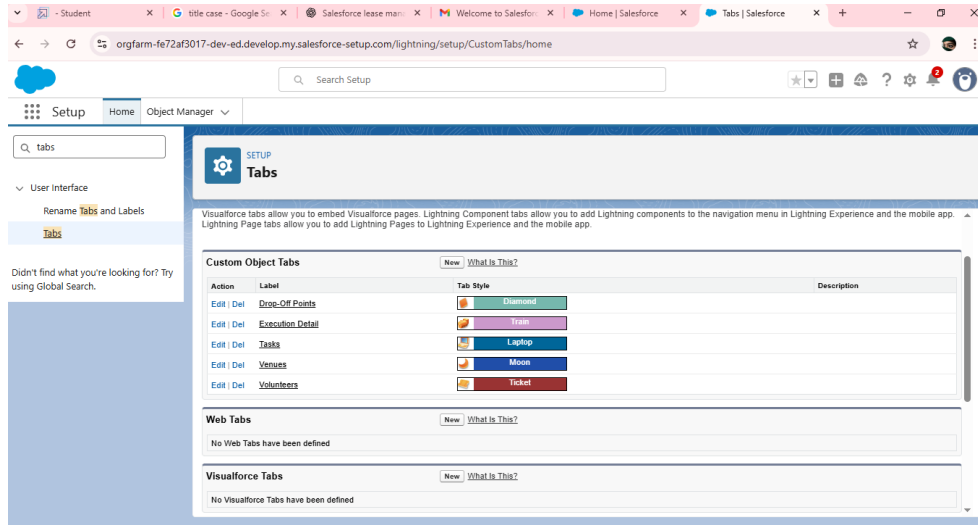 - Student
title case - Google Se
Salesforce lease mana
Welcome to Salesforc
Home | Salesforce
Tabs | Salesforce
orgfarm-fe72af3017-dev-ed.develop.my.salesforce-setup.com/lightning/setup/CustomTabs/home
Search Setup
2
Setup
Home
Object Manager
tabs
User Interface
Rename Tabs and Labels
Tabs
Didn't find what you're looking for? Try
using Global Search.
SETUP
Tabs
Visualforce tabs allow you to embed Visualforce pages. Lightning Component tabs allow you to add Lightning components to the navigation menu in Lightning Experience and the mobile app.
Lightning Page tabs allow you to add Lightning Pages to Lightning Experience and the mobile app.
Custom Object Tabs New What Is This?
Action Label Tab Style Description
Edit | Del Drop-Off Points Diamond
Edit | Del Execution Detail Train
Edit | Del Tasks Laptop
Edit | Del Venues Moon
Edit | Del Volunteers Ticket
Web Tabs New What Is This?
No Web Tabs have been defined
Visualforce Tabs New What Is This?
No Visualforce Tabs have been defined